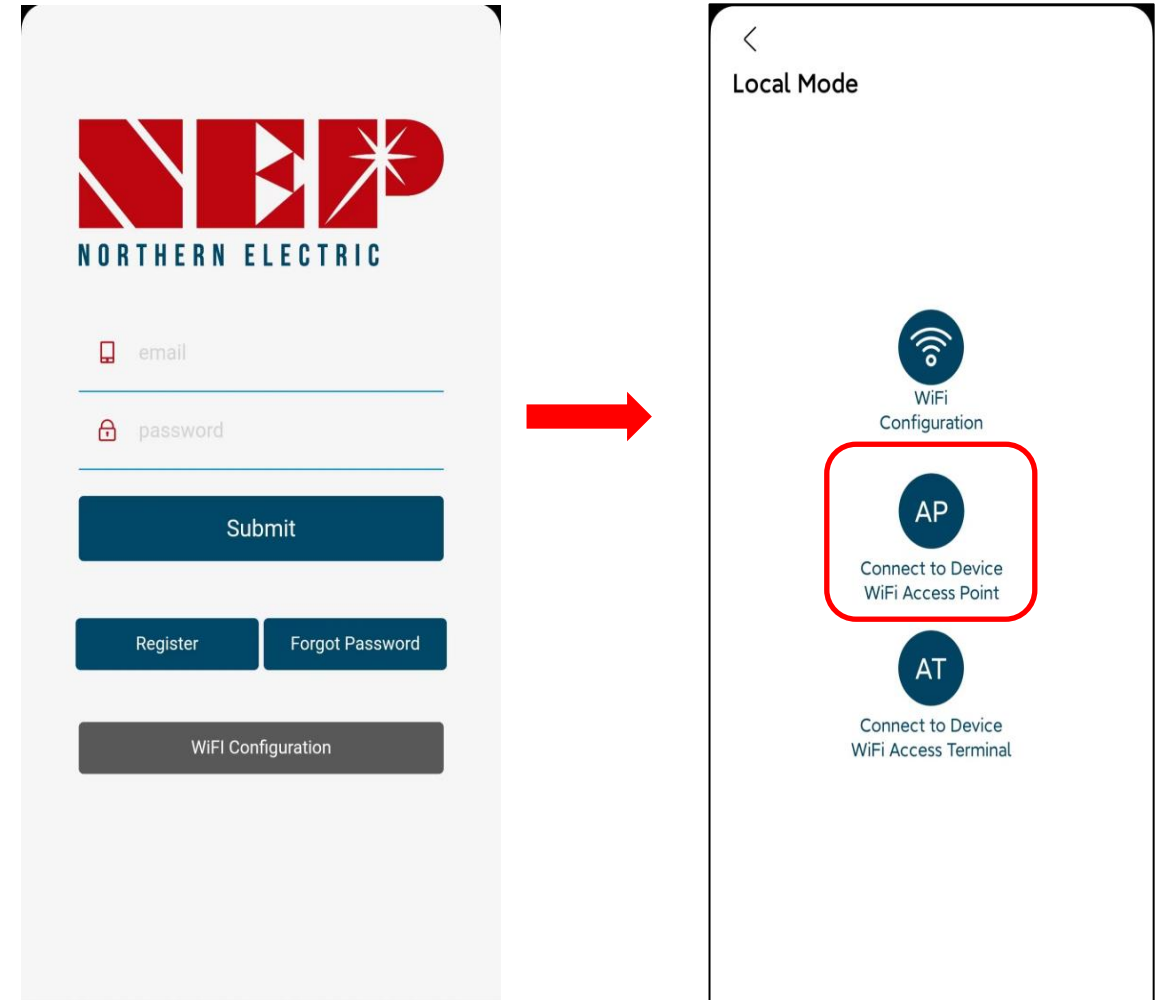 NEP
NORTHERN ELECTRIC
email
password
Submit
Register
Forgot Password
WiFI Configuration
Local Mode
WiFi
Configuration
AP
Connect to Device
WiFi Access Point
AT
Connect to Device
WiFi Access Terminal